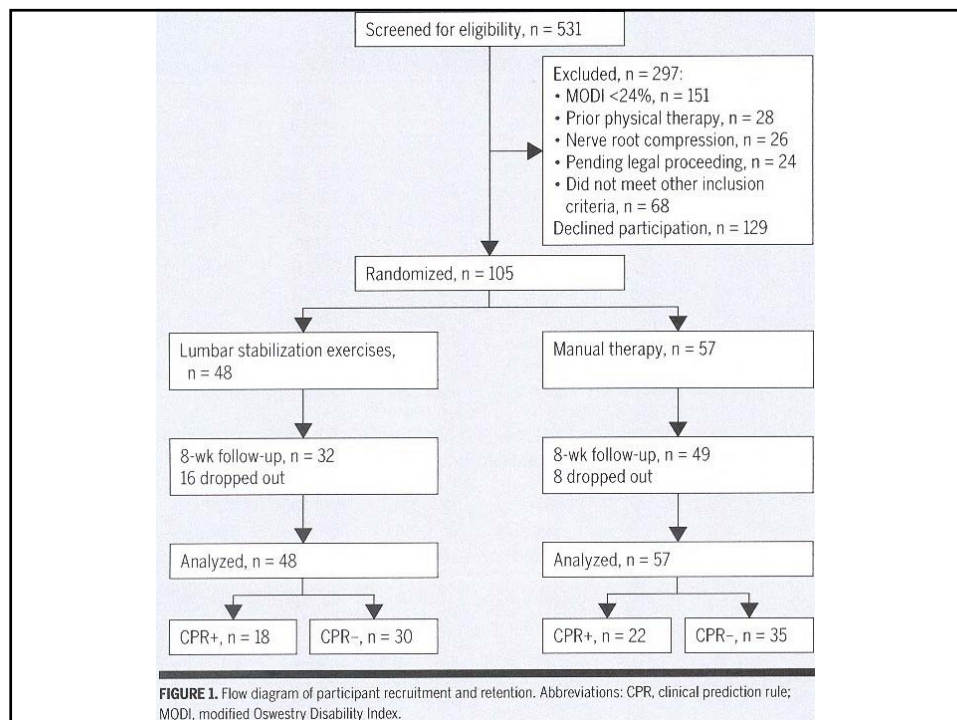 Screened for eligibility, n = 531
Excluded, n = 297:
• MODI <24%, n = 151
• Prior physical therapy, n = 28
• Nerve root compression, n = 26
• Pending legal proceeding, n = 24
• Did not meet other inclusion
criteria, n = 68
Declined participation, n = 129
Randomized, n = 105
Lumbar stabilization exercises,
n = 48
Manual therapy, n = 57
8-wk follow-up, n = 32
16 dropped out
8-wk follow-up, n = 49
8 dropped out
Analyzed, n = 48
Analyzed, n = 57
CPR+, n = 18
CPR–, n = 30
CPR+, n = 22
CPR–, n = 35
FIGURE 1. Flow diagram of participant recruitment and retention. Abbreviations: CPR, clinical prediction rule;
MODI, modified Oswestry Disability Index.